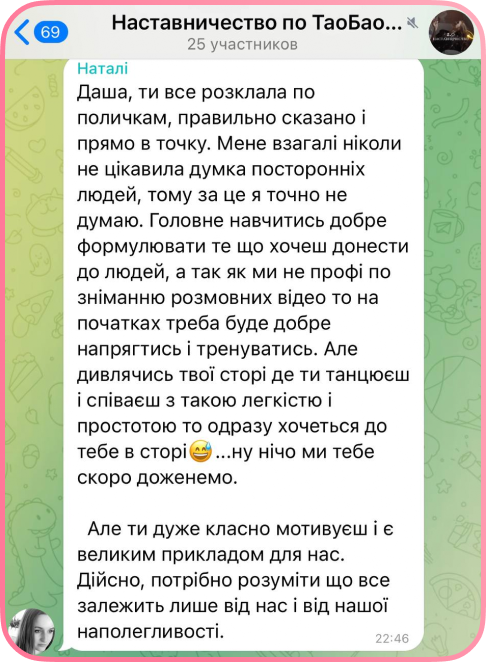 69
Наставничество по ТаоБао...
25 участников
Наталі
Даша, ти все розклала по
поличкам, правильно сказано і
прямо в точку. Мене взагалі ніколи
не цікавила думка посторонніх
людей, тому за це я точно не
думаю. Головне навчитись добре
формулювати те що хочеш донести
до людей, а так як ми не профі по
зніманню розмовних відео то на
початках треба буде добре
напрягтись і тренуватись. Але
дивлячись твої сторі де ти танцюєш
і співаєш з такою легкістю і
простотою то одразу хочеться до
тебе в сторі😅...ну нічо ми тебе
скоро доженемо.
Але ти дуже класно мотивуєш і є
великим прикладом для нас.
Дійсно, потрібно розуміти що все
залежить лише від нас і від нашої
наполегливості.
22:46